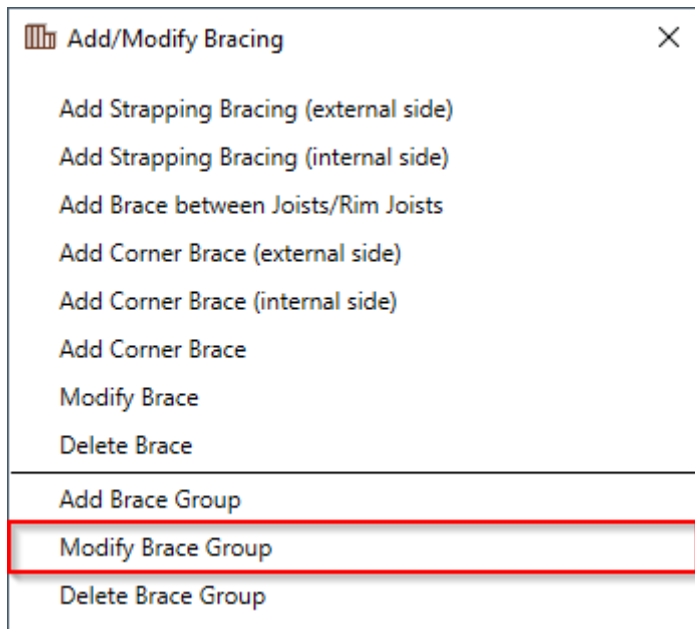 Add/Modify Bracing
Add Strapping Bracing (external side)
Add Strapping Bracing (internal side)
Add Brace between Joists/Rim Joists
Add Corner Brace (external side)
Add Corner Brace (internal side)
Add Corner Brace
Modify Brace
Delete Brace
Add Brace Group
Modify Brace Group
Delete Brace Group